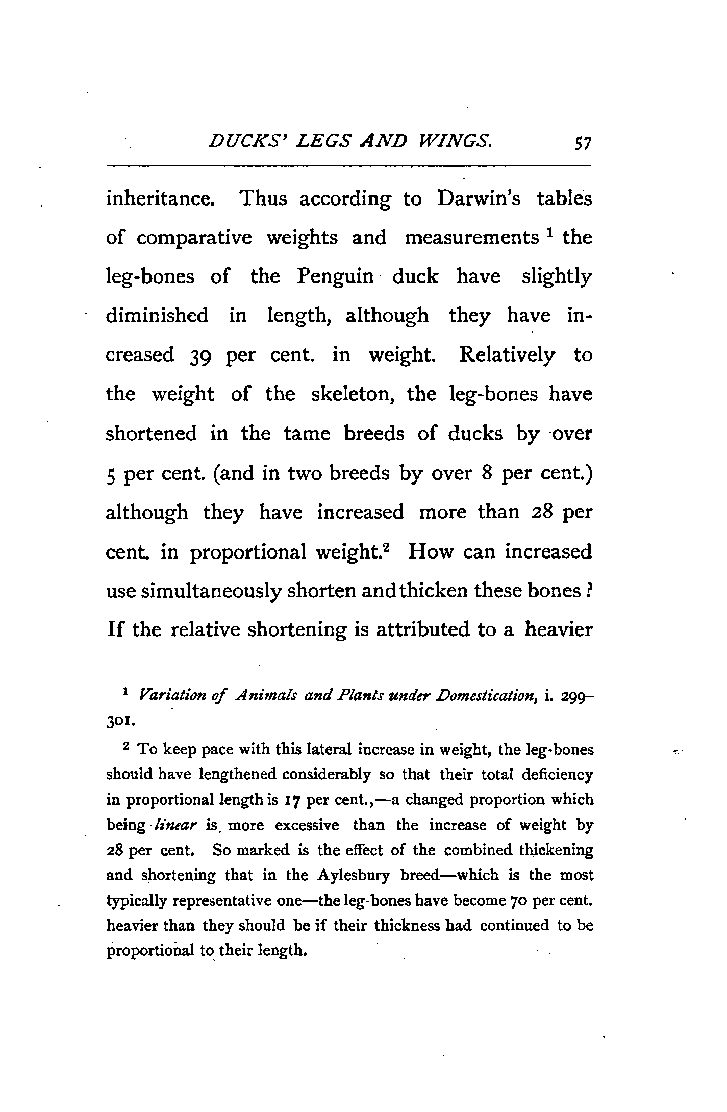 DUCKS' LEGS AND WINGS. 57
inheritance. Thus according to Darwin's tables
of comparative weights and measurements ¹ the
leg-bones of the Penguin duck have slightly
diminished in length, although they have in-
creased 39 per cent. in weight. Relatively to
the weight of the skeleton, the leg-bones have
shortened in the tame breeds of ducks by over
5 per cent. (and in two breeds by over 8 per cent.)
although they have increased more than 28 per
cent. in proportional weight.² How can increased
use simultaneously shorten and thicken these bones?
If the relative shortening is attributed to a heavier
¹ Variation of Animals and Plants under Domestication, i. 299–
301.
² To keep pace with this lateral increase in weight, the leg-bones
should have lengthened considerably so that their total deficiency
in proportional length is 17 per cent.,—a changed proportion which
being linear is more excessive than the increase of weight by
28 per cent. So marked is the effect of the combined thickening
and shortening that in the Aylesbury breed—which is the most
typically representative one—the leg-bones have become 70 per cent.
heavier than they should be if their thickness had continued to be
proportional to their length.